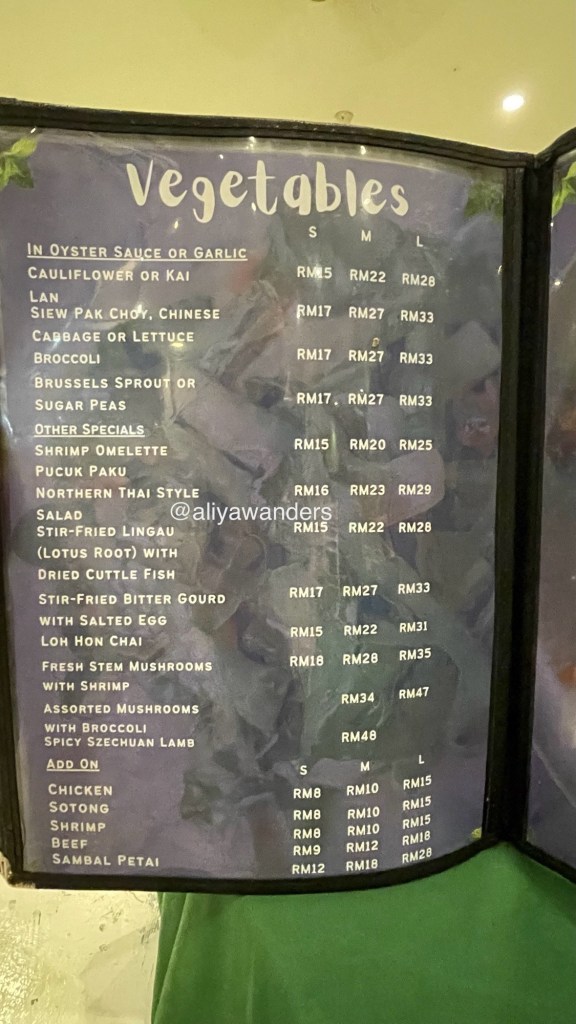 Vegetables
S M L
IN OYSTER SAUCE OR GARLIC
CAULIFLOWER OR KAI RM15 RM22 RM28
LAN
SIEW PAK CHOY, CHINESE RM17 RM27 RM33
CABBAGE OR LETTUCE
BROCCOLI RM17 RM27 RM33
BRUSSELS SPROUT OR
SUGAR PEAS RM17 RM27 RM33
OTHER SPECIALS
SHRIMP OMELETTE RM15 RM20 RM25
PUCUK PAKU
NORTHERN THAI STYLE RM16 RM23 RM29
SALAD
@aliyawanders
STIR-FRIED LINGAU RM15 RM22 RM28
(LOTUS ROOT) WITH
DRIED CUTTLE FISH
STIR-FRIED BITTER GOURD RM17 RM27 RM33
WITH SALTED EGG
LOH HON CHAI RM15 RM22 RM31
FRESH STEM MUSHROOMS RM18 RM28 RM35
WITH SHRIMP
ASSORTED MUSHROOMS RM34 RM47
WITH BROCCOLI
SPICY SZECHUAN LAMB RM48
ADD ON S M L
CHICKEN RM8 RM10 RM15
SOTONG RM8 RM10 RM15
SHRIMP RM8 RM10 RM15
BEEF RM9 RM12 RM18
SAMBAL PETAI RM12 RM18 RM28